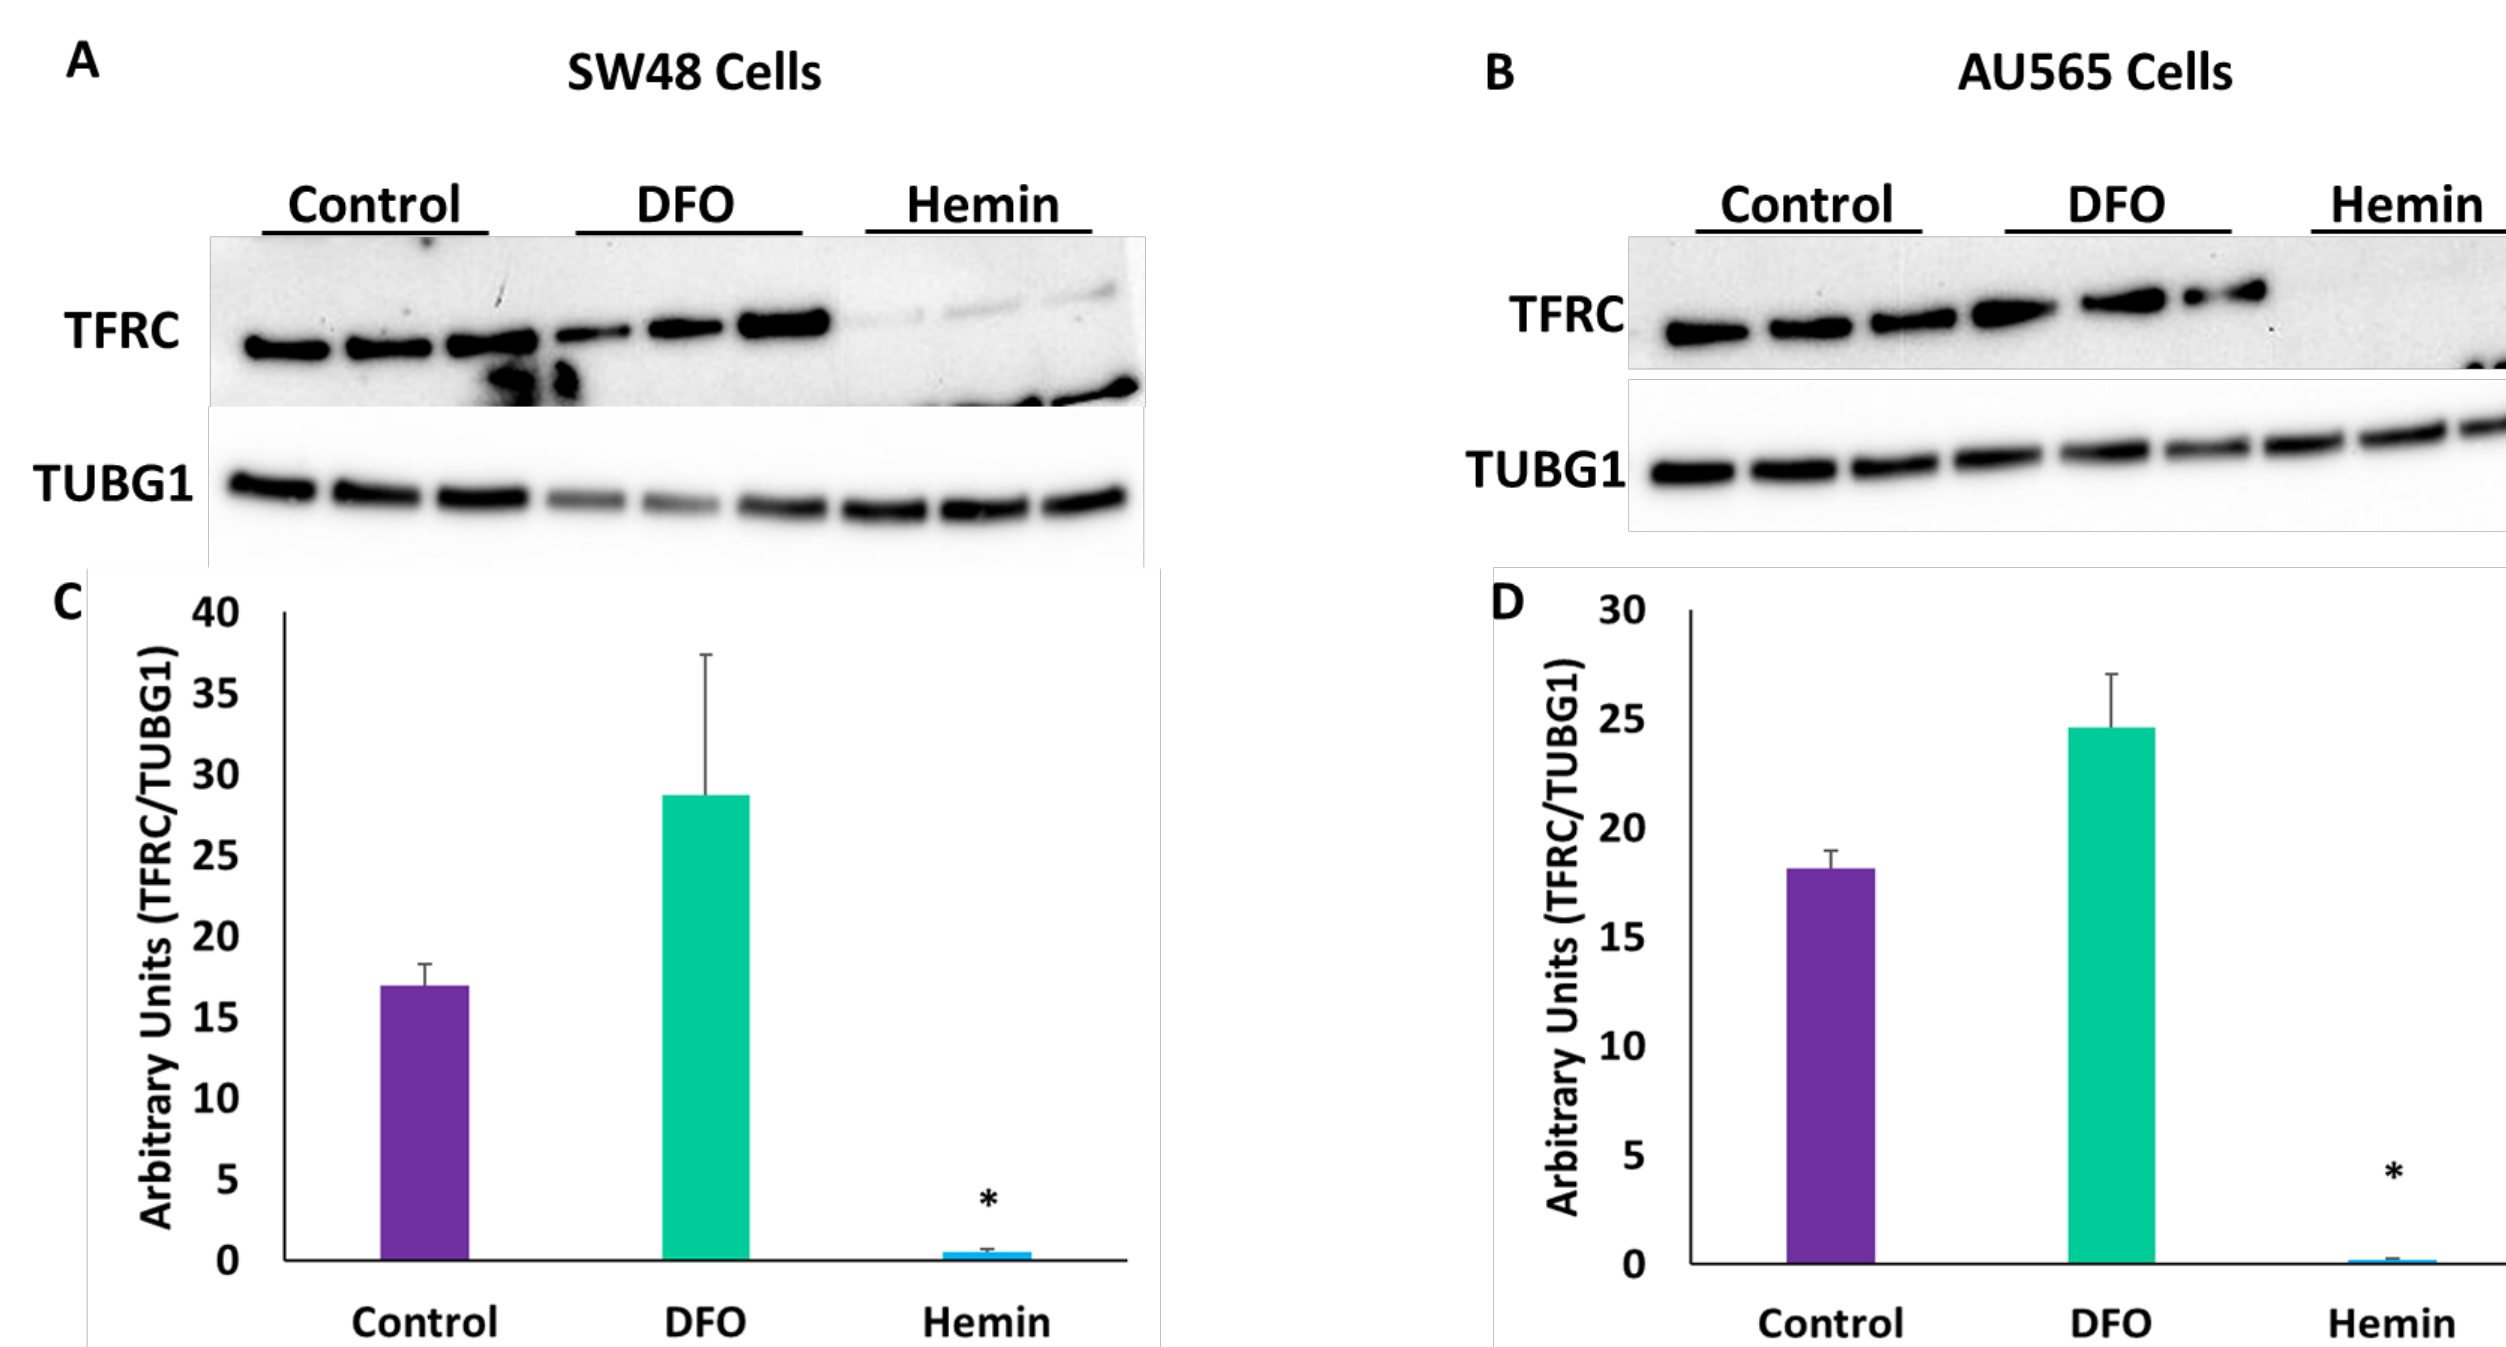 A
SW48 Cells
Control DFO Hemin
TFRC
TUBG1
B
AU565 Cells
Control DFO Hemin
TFRC
TUBG1
C
Arbitrary Units (TFRC/TUBG1)
40
35
30
25
20
15
10
5
0
*
Control DFO Hemin
D
Arbitrary Units (TFRC/TUBG1)
30
25
20
15
10
5
0
*
Control DFO Hemin